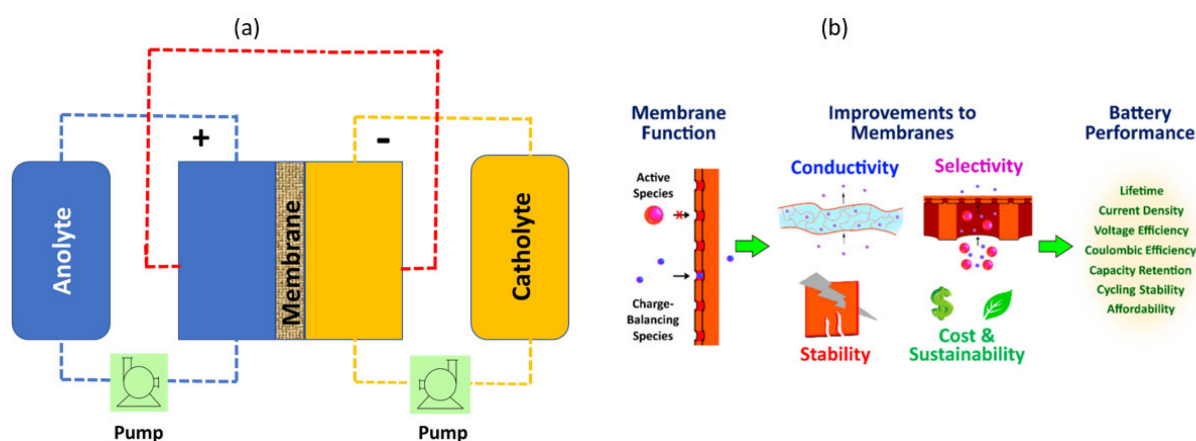 (a)
+
-
Anolyte
Membrane
Catholyte
Pump
Pump
(b)
Membrane
Function
Active
Species
Charge-
Balancing
Species
Improvements to
Membranes
Conductivity
Selectivity
Stability
$
Cost &
Sustainability
Battery
Performance
Lifetime
Current Density
Voltage Efficiency
Coulombic Efficiency
Capacity Retention
Cycling Stability
Affordability